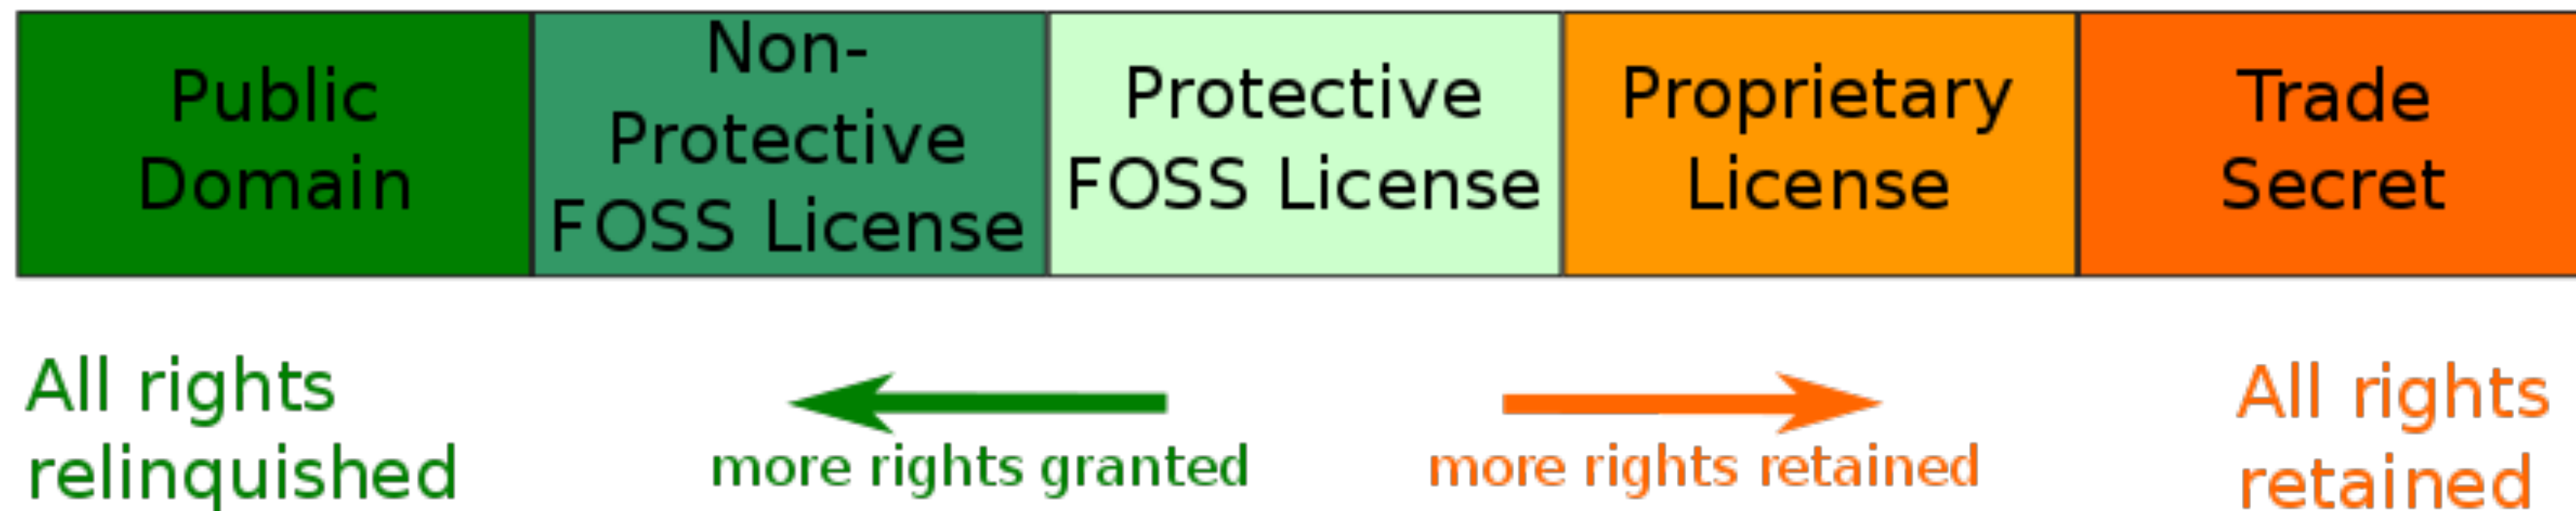 Public
Domain
Non-
Protective
FOSS License
Protective
FOSS License
Proprietary
License
Trade
Secret
All rights
relinquished
more rights granted
more rights retained
All rights
retained